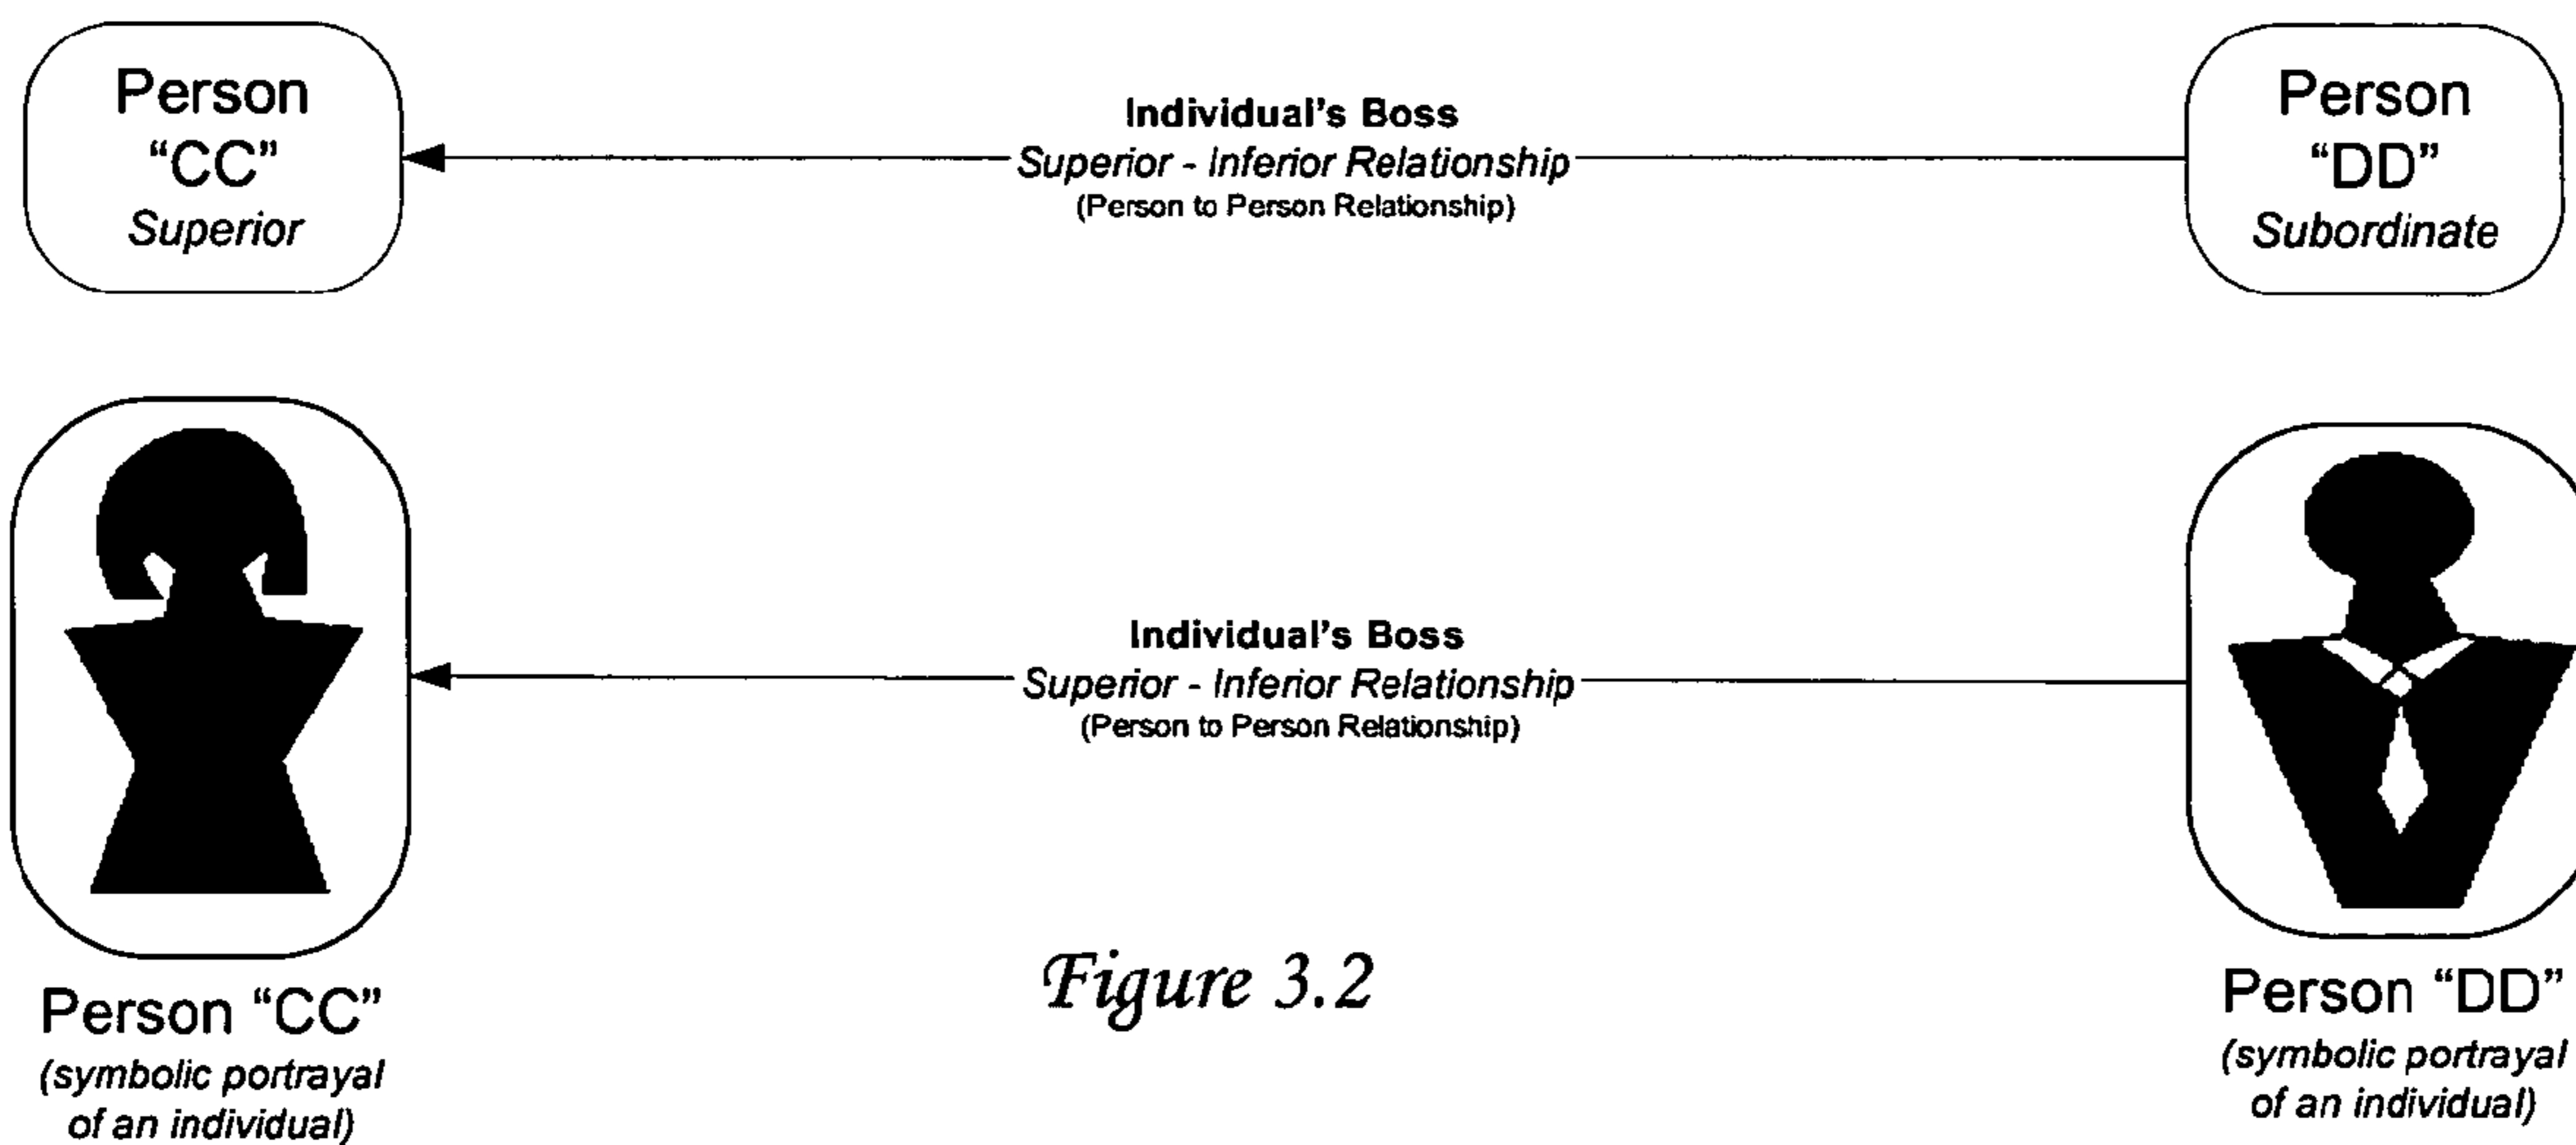 Person
“CC”
Superior
Individual's Boss
Superior - Inferior Relationship
(Person to Person Relationship)
Person
“DD”
Subordinate
Individual's Boss
Superior - Inferior Relationship
(Person to Person Relationship)
Person “CC”
(symbolic portrayal
of an individual)
Figure 3.2
Person “DD”
(symbolic portrayal
of an individual)